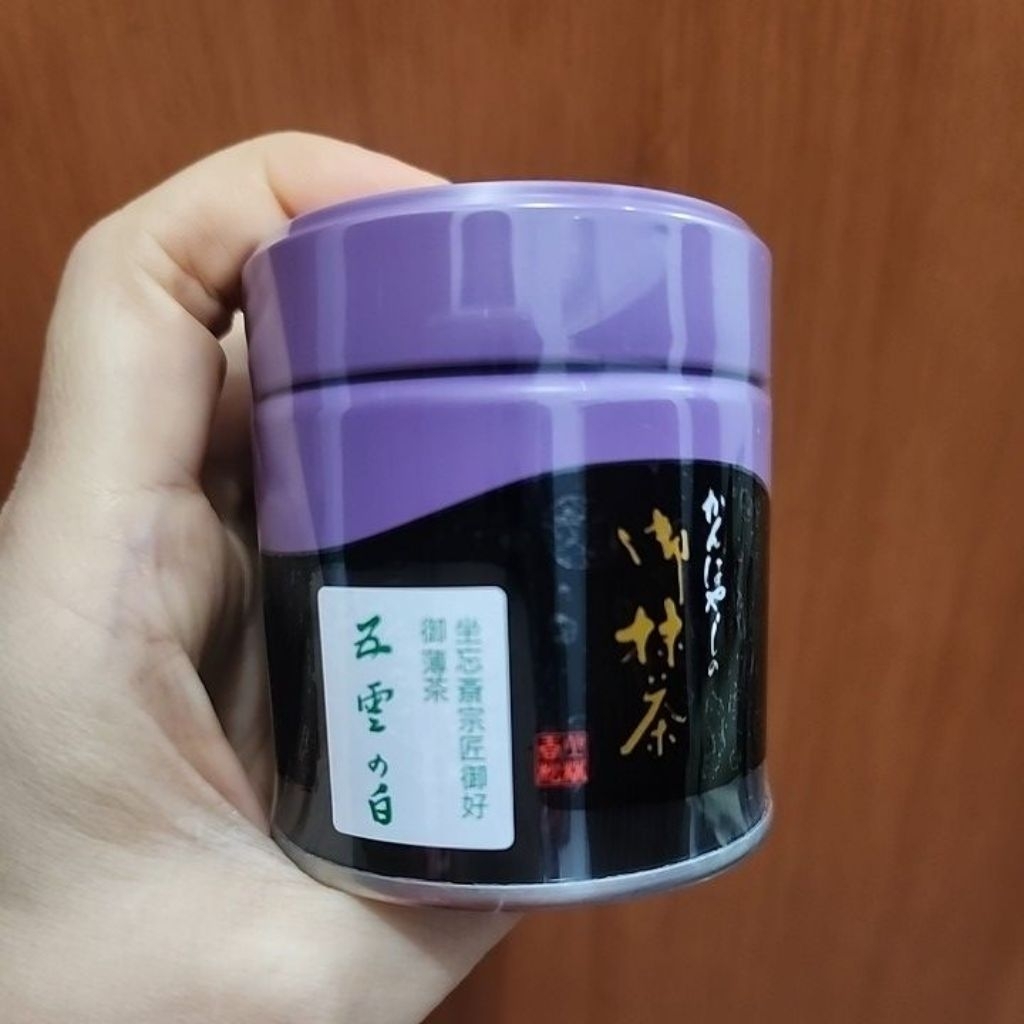 かんばやしの
御抹茶
坐忘斎宗匠御好
御薄茶
五雲の白